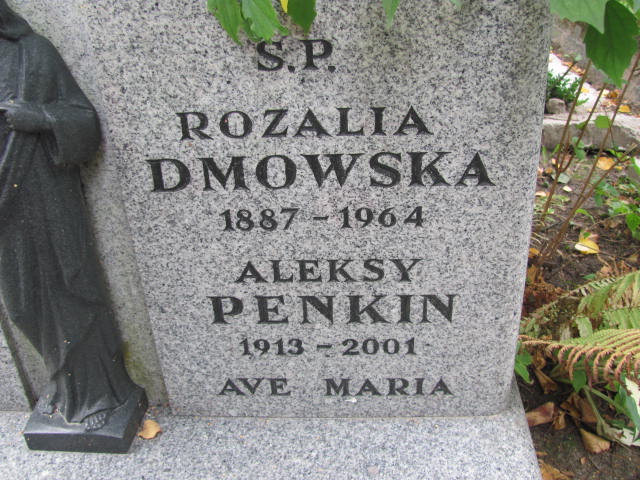 S.P.
ROZALIA
DMOWSKA
1887 - 1964
ALEKSY
PENKIN
1913 - 2001
AVE MARIA